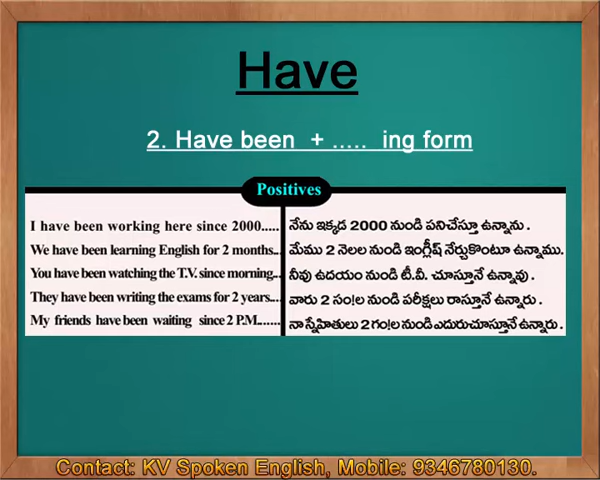 Have
2. Have been + ..... ing form
Positives
I have been working here since 2000.....
నేను ఇక్కడ 2000 నుండి పనిచేస్తూ ఉన్నాను .
We have been learning English for 2 months...
మేము 2 నెలల నుండి ఇంగ్లీష్ నేర్చుకొంటూ ఉన్నాము.
You have been watching the T.V. since morning...
నీవు ఉదయం నుండి టీ.వీ. చూస్తూనే ఉన్నావు .
They have been writing the exams for 2 years....
వారు 2 సం!ల నుండి పరీక్షలు రాస్తూనే ఉన్నారు .
My friends have been waiting since 2 P.M.......
నా స్నేహితులు 2 గం!ల నుండి ఎదురుచూస్తూనే ఉన్నారు .
Contact: KV Spoken English, Mobile: 9346780130.